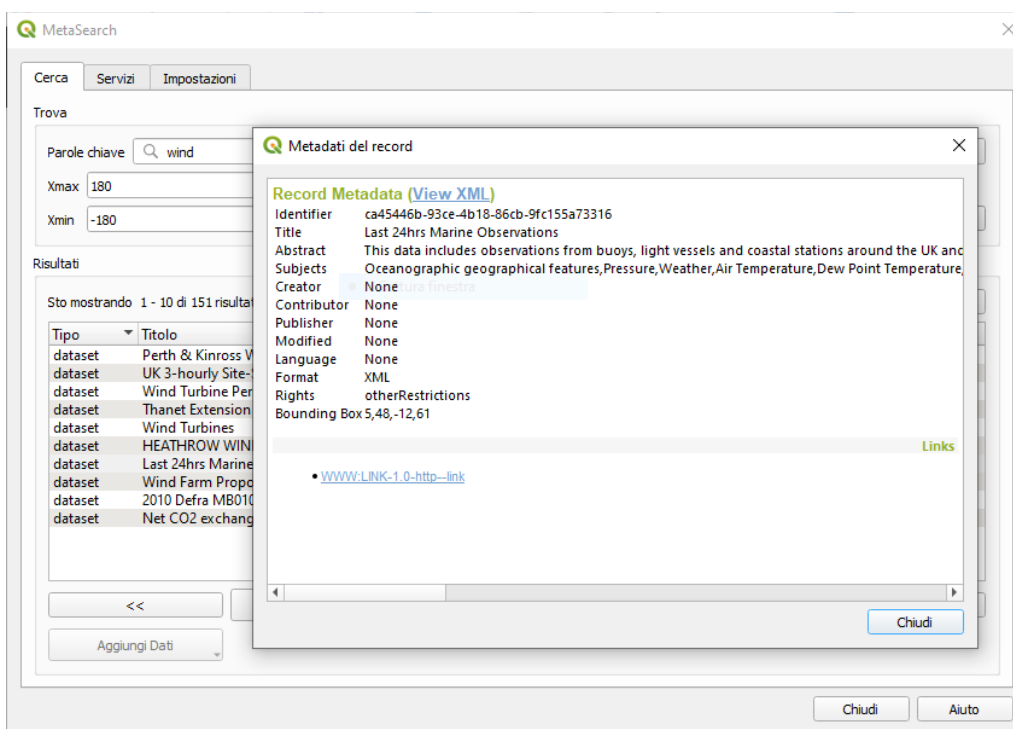 MetaSearch
Cerca Servizi Impostazioni
Trova
Parole chiave wind
Xmax 180
Xmin -180
Risultati
Sto mostrando 1 - 10 di 151 risultat
Tipo Titolo
dataset Perth & Kinross W
dataset UK 3-hourly Site-
dataset Wind Turbine Per
dataset Thanet Extension
dataset Wind Turbines
dataset HEATHROW WIN
dataset Last 24hrs Marine
dataset Wind Farm Propo
dataset 2010 Defra MB010
dataset Net CO2 exchang
<<
Aggiungi Dati
Chiudi Aiuto
Metadati del record
Record Metadata (View XML)
Identifier ca45446b-93ce-4b18-86cb-9fc155a73316
Title Last 24hrs Marine Observations
Abstract This data includes observations from buoys, light vessels and coastal stations around the UK and
Subjects Oceanographic geographical features,Pressure,Weather,Air Temperature,Dew Point Temperature,
Creator None
Contributor None
Publisher None
Modified None
Language None
Format XML
Rights otherRestrictions
Bounding Box 5,48,-12,61
Links
• WWW:LINK-1.0-http--link
Chiudi